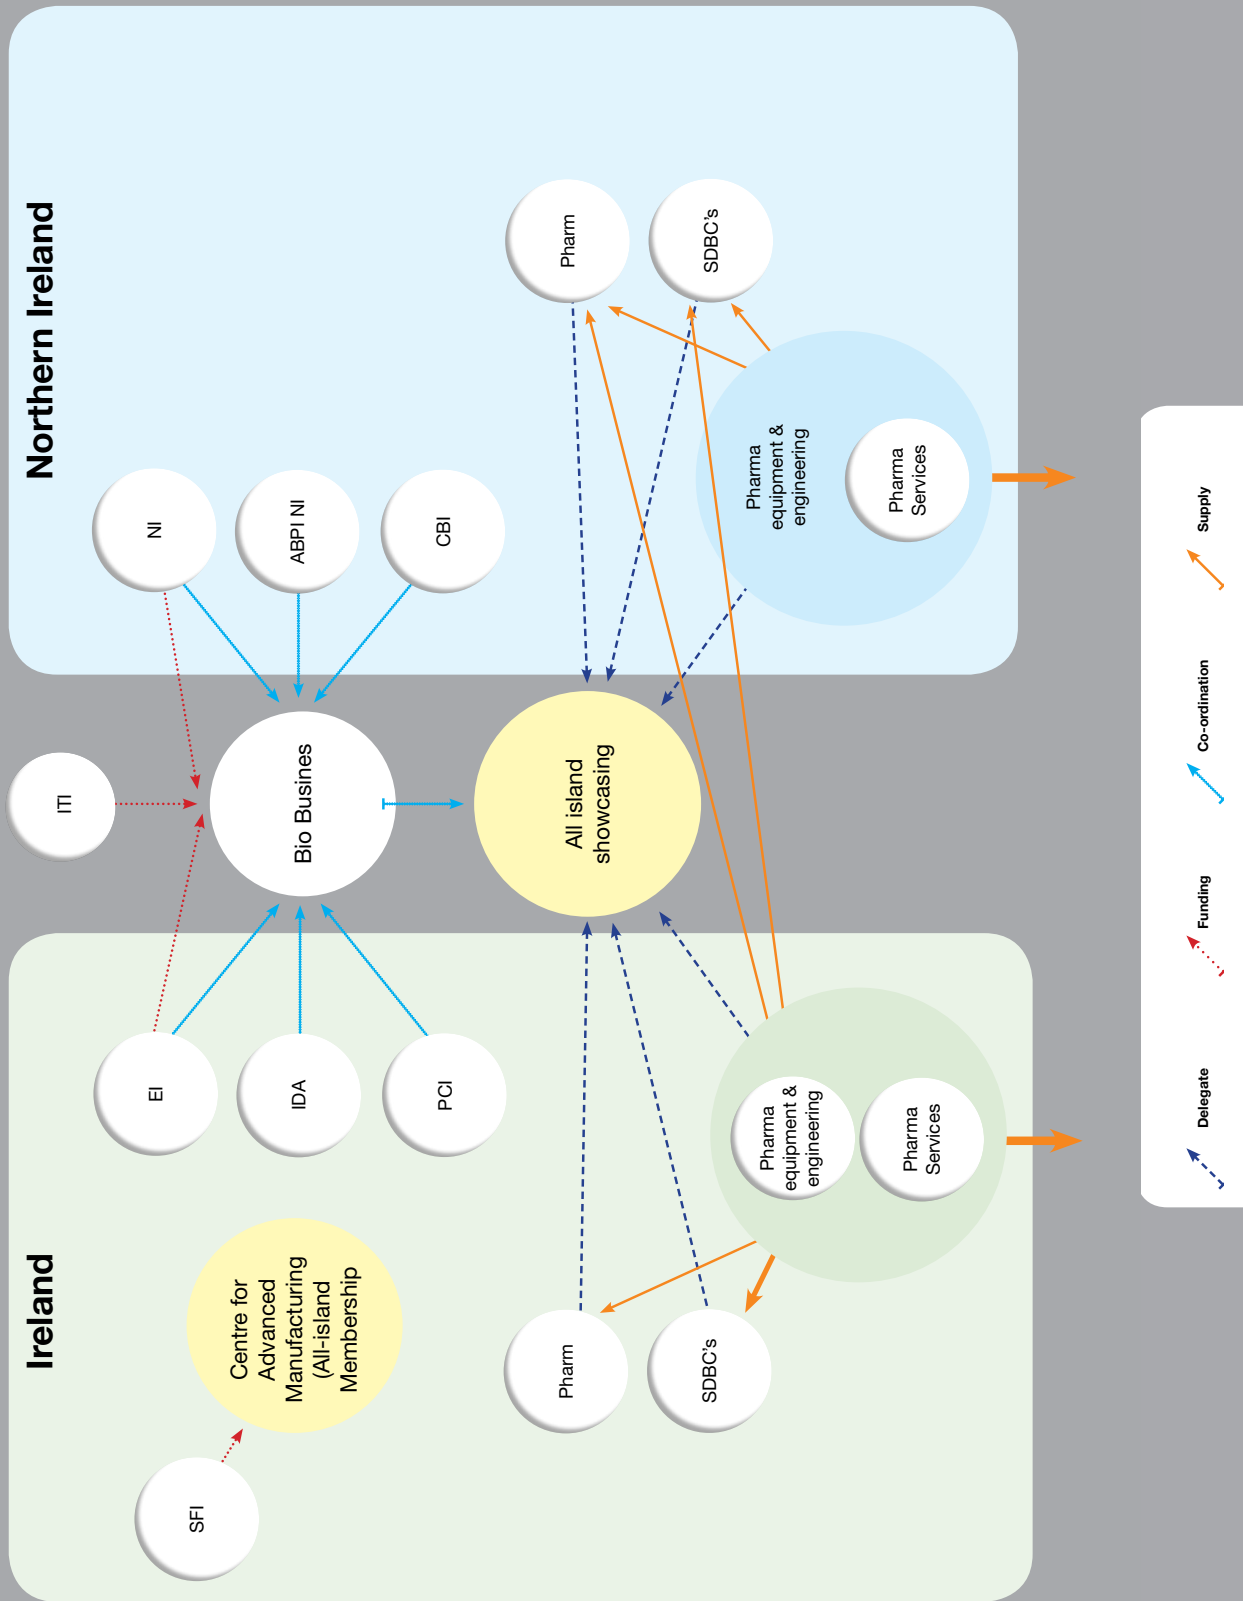 Ireland
Northern Ireland
ITI
EI
NI
SFI
Centre for
Advanced
Manufacturing
(All-island
Membership
IDA
Bio Busines
ABPI NI
PCI
CBI
Pharm
All island
showcasing
Pharm
SDBC's
SDBC's
Pharma
equipment &
engineering
Pharma
Services
Pharma
equipment &
engineering
Pharma
Services
Delegate
Funding
Co-ordination
Supply